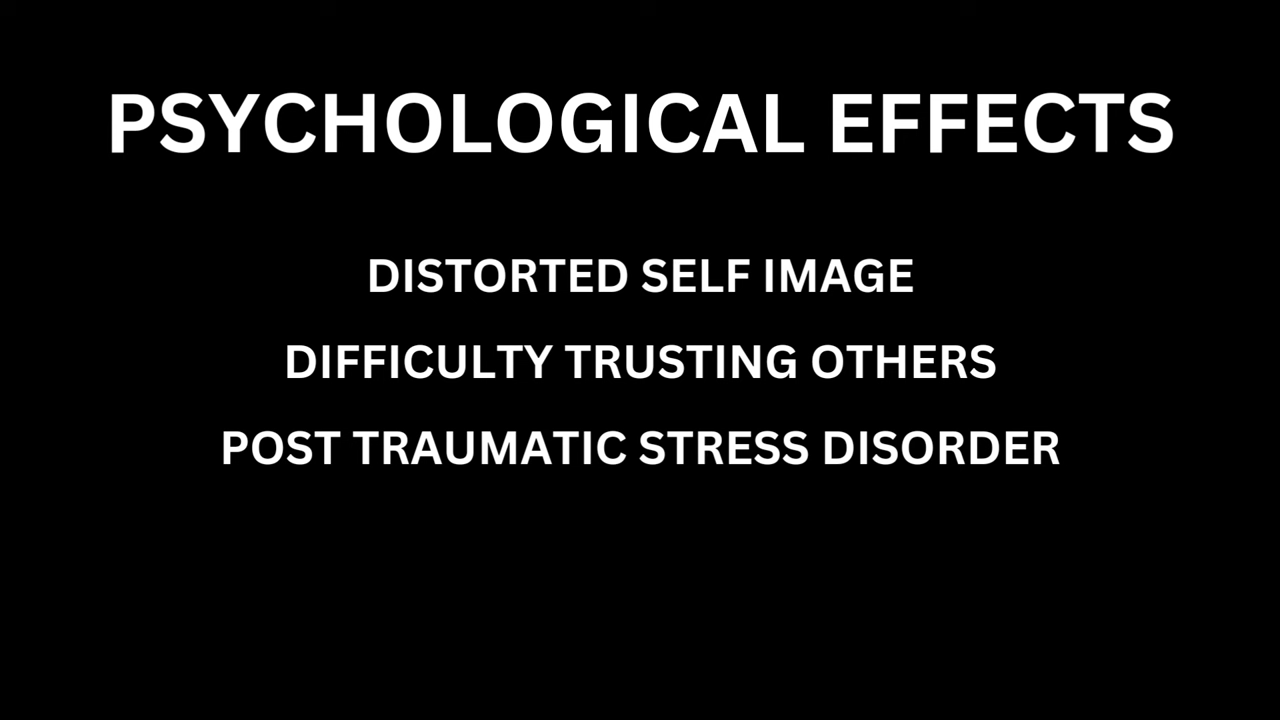 PSYCHOLOGICAL EFFECTS
DISTORTED SELF IMAGE
DIFFICULTY TRUSTING OTHERS
POST TRAUMATIC STRESS DISORDER